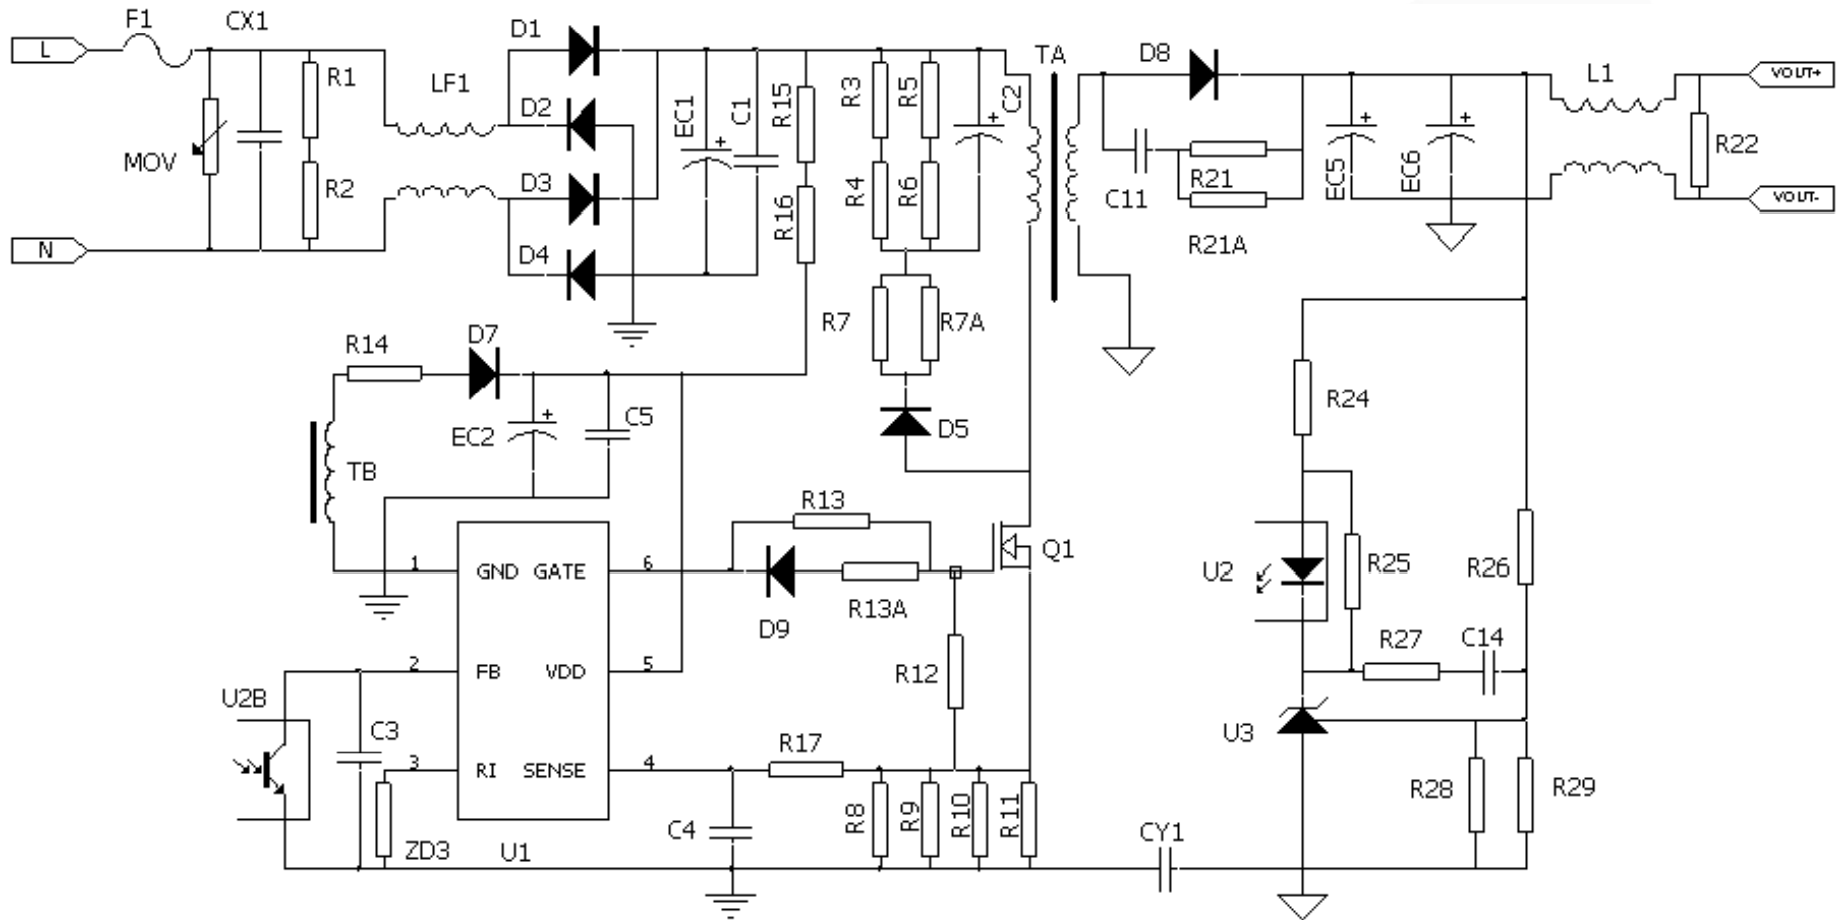 F1
CX1
L
R1
MOV
R2
N
LF1
D1
D2
D3
D4
EC1
+
C1
R15
R16
R3
R4
R5
R6
C2
+
TA
D8
C11
R21
R21A
EC5
+
EC6
+
L1
VOUT+
R22
VOUT-
R14
D7
R7
R7A
D5
EC2
+
C5
TB
R24
R13
Q1
R13A
D9
U2
R25
R26
1
GND
GATE
6
2
FB
VDD
5
3
RI
SENSE
4
R12
R27
C14
U2B
C3
R17
U3
ZD3
U1
C4
R8
R9
R10
R11
CY1
R28
R29